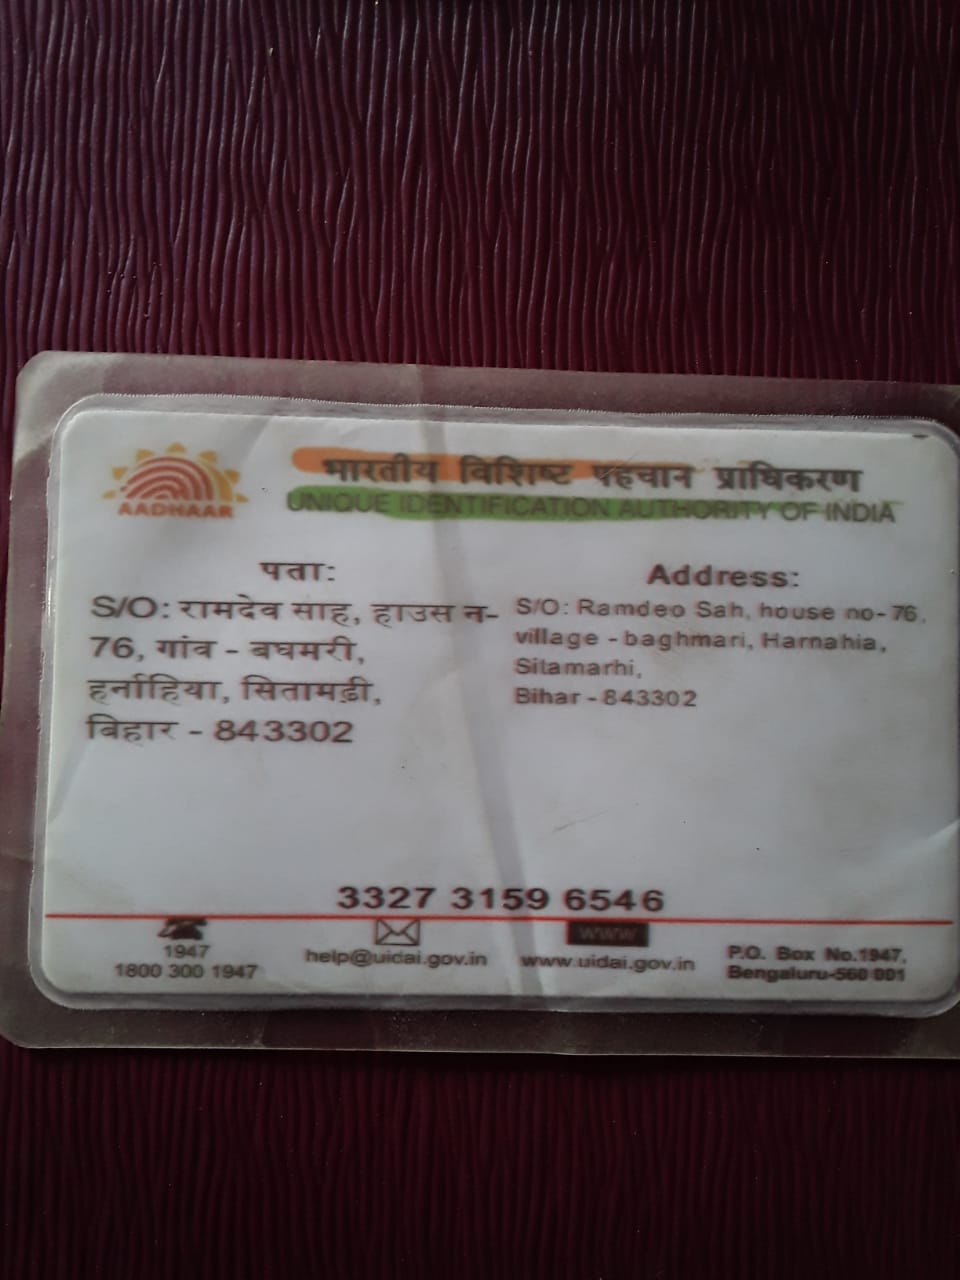 AADHAAR
भारतीय विशिष्ट पहचान प्राधिकरण
UNIQUE IDENTIFICATION AUTHORITY OF INDIA
पता:
S/O: रामदेव साह, हाउस न-
76, गांव - बघमरी,
हर्नाहिया, सितामढ़ी,
बिहार - 843302
Address:
S/O: Ramdeo Sah, house no- 76,
village - baghmari, Harnahia,
Sitamarhi,
Bihar - 843302
3327 3159 6546
1947
1800 300 1947
help@uidai.gov.in
WWW
www.uidai.gov.in
P.O. Box No.1947,
Bengaluru-560 001